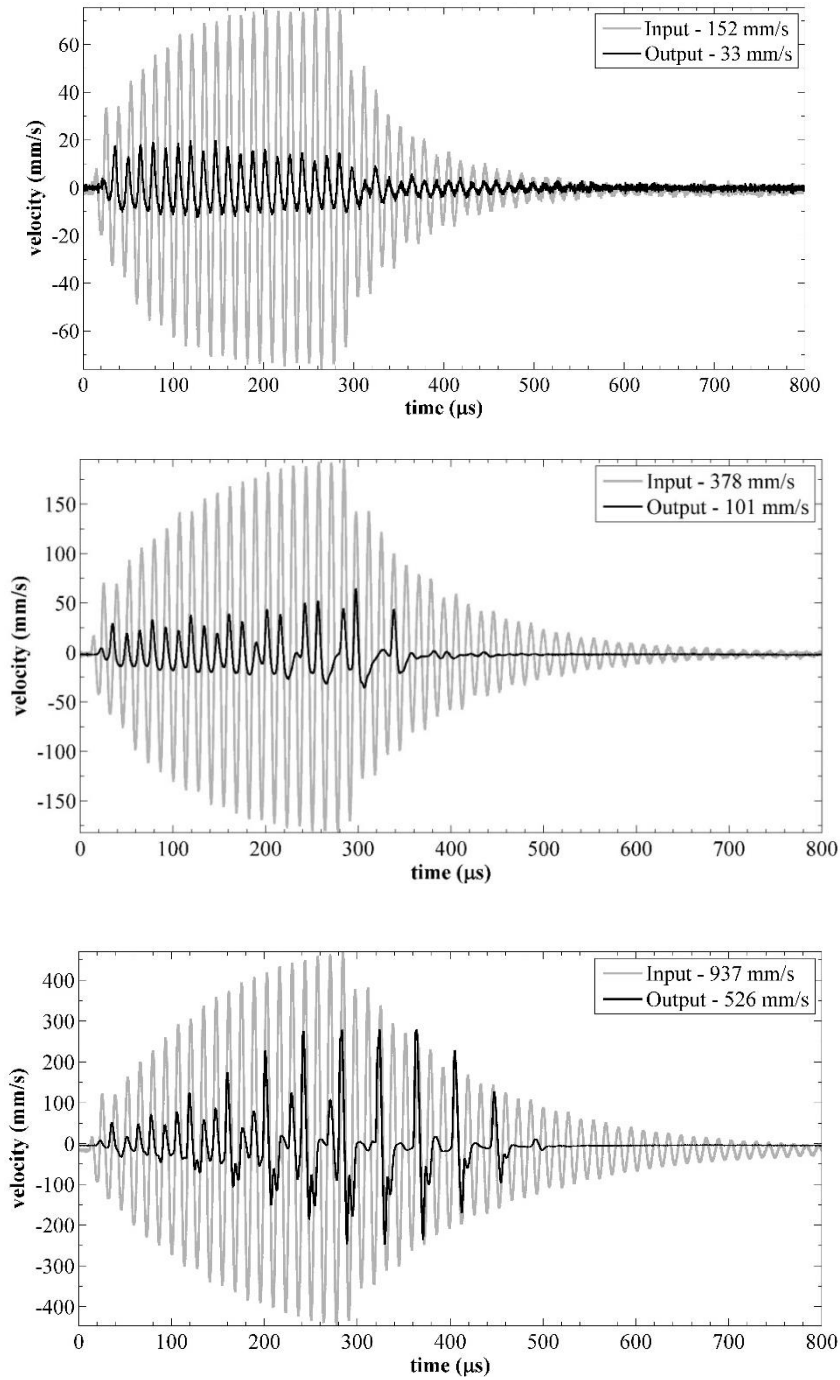 Input - 152 mm/s
Output - 33 mm/s
60
40
20
0
-20
-40
-60
velocity (mm/s)
0 100 200 300 400 500 600 700 800
time (μs)
Input - 378 mm/s
Output - 101 mm/s
150
100
50
0
-50
-100
-150
velocity (mm/s)
0 100 200 300 400 500 600 700 800
time (μs)
Input - 937 mm/s
Output - 526 mm/s
400
300
200
100
0
-100
-200
-300
-400
velocity (mm/s)
0 100 200 300 400 500 600 700 800
time (μs)